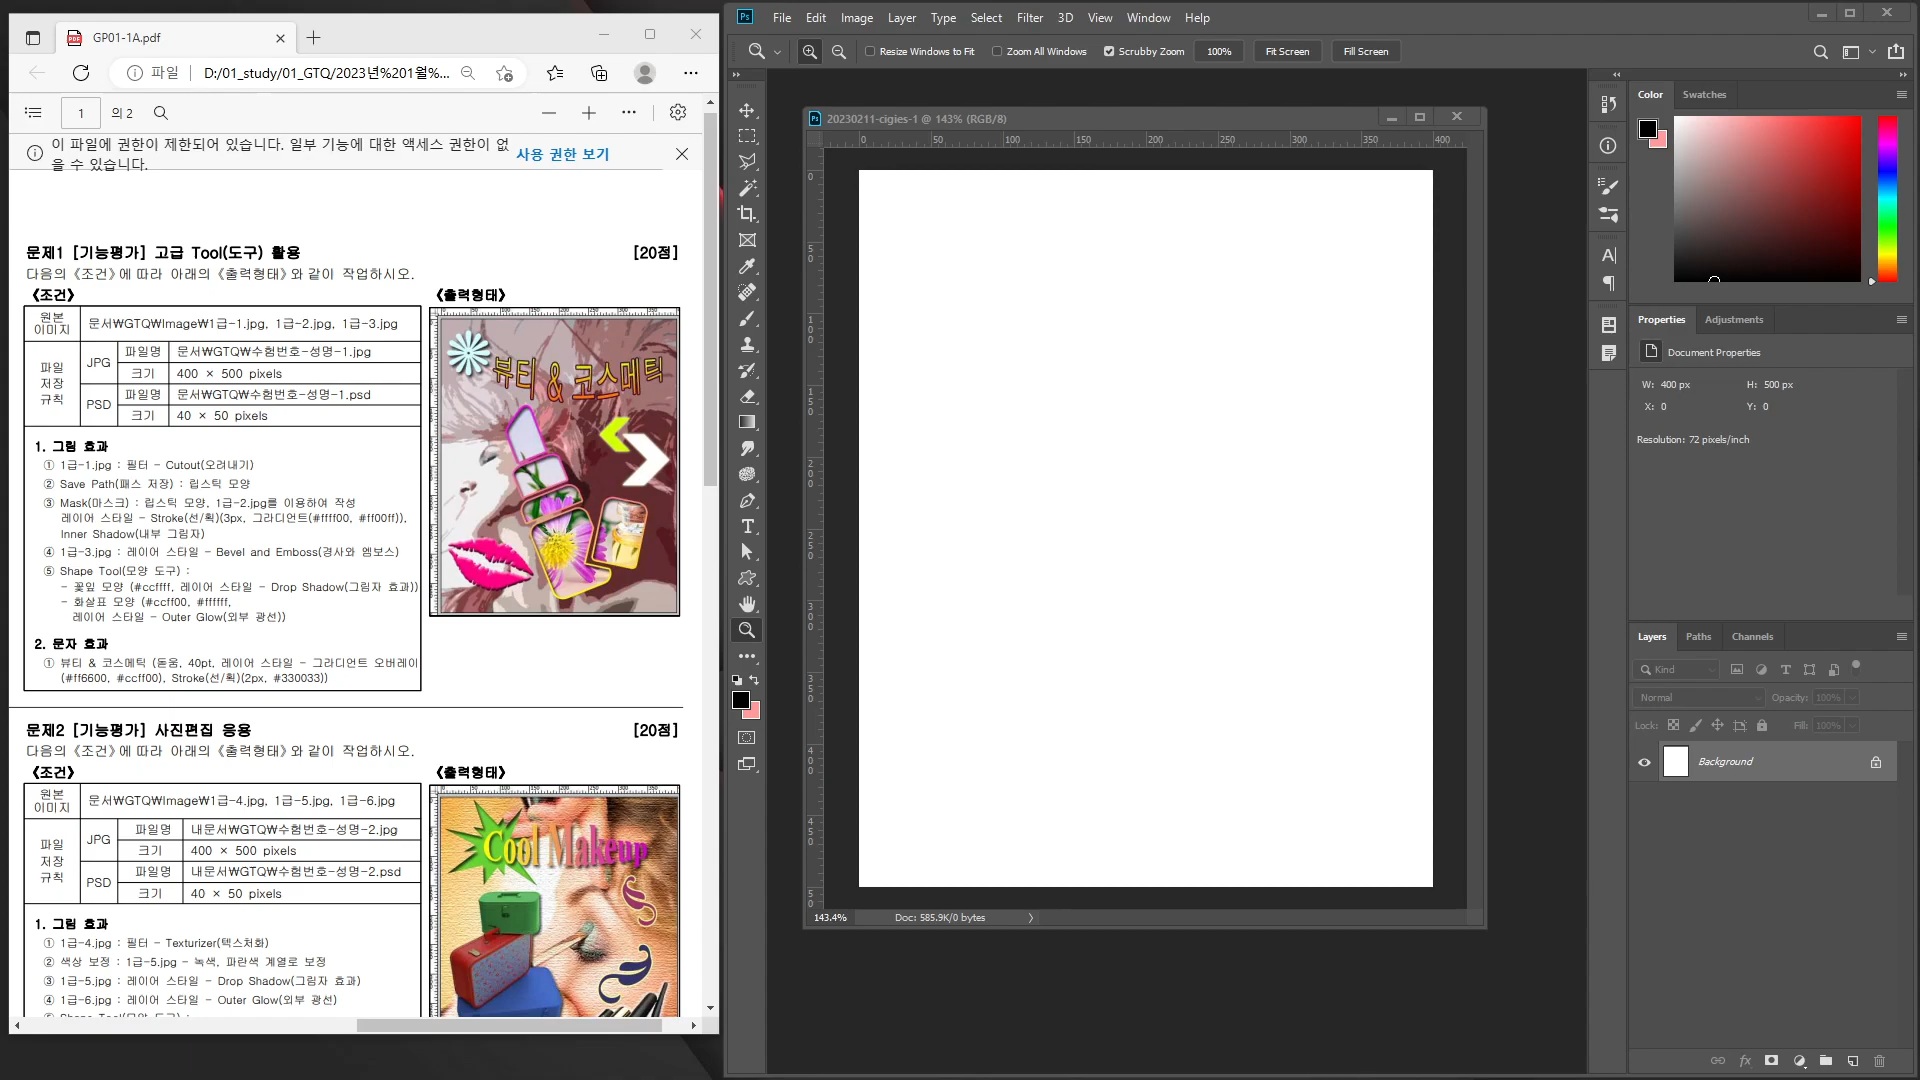 GP01-1A.pdf
파일
D:/01_study/01_GTQ/2023년%201월%...
1
의 2
이 파일에 권한이 제한되어 있습니다. 일부 기능에 대한 액세스 권한이 없
을 수 있습니다.
사용 권한 보기
문제1 [기능평가] 고급 Tool(도구) 활용 [20점]
다음의 《조건》에 따라 아래의 《출력형태》와 같이 작업하시오.
《조건》
《출력형태》
원본
이미지
문서₩GTQ₩Image₩1급-1.jpg, 1급-2.jpg, 1급-3.jpg
파일
저장
규칙
JPG
파일명
문서₩GTQ₩수험번호-성명-1.jpg
크기
400 × 500 pixels
PSD
파일명
문서₩GTQ₩수험번호-성명-1.psd
크기
40 × 50 pixels
1. 그림 효과
① 1급-1.jpg : 필터 - Cutout(오려내기)
② Save Path(패스 저장) : 립스틱 모양
③ Mask(마스크) : 립스틱 모양, 1급-2.jpg를 이용하여 작성
레이어 스타일 - Stroke(선/획)(3px, 그라디언트(#ffff00, #ff00ff)),
Inner Shadow(내부 그림자)
④ 1급-3.jpg : 레이어 스타일 - Bevel and Emboss(경사와 엠보스)
⑤ Shape Tool(모양 도구) :
- 꽃잎 모양 (#ccffff, 레이어 스타일 - Drop Shadow(그림자 효과))
- 화살표 모양 (#ccff00, #ffffff,
레이어 스타일 - Outer Glow(외부 광선))
2. 문자 효과
① 뷰티 & 코스메틱 (돋움, 40pt, 레이어 스타일 - 그라디언트 오버레이
(#ff6600, #ccff00), Stroke(선/획)(2px, #330033))
뷰티 & 코스메틱
문제2 [기능평가] 사진편집 응용 [20점]
다음의 《조건》에 따라 아래의 《출력형태》와 같이 작업하시오.
《조건》
《출력형태》
원본
이미지
문서₩GTQ₩Image₩1급-4.jpg, 1급-5.jpg, 1급-6.jpg
파일
저장
규칙
JPG
파일명
내문서₩GTQ₩수험번호-성명-2.jpg
크기
400 × 500 pixels
PSD
파일명
내문서₩GTQ₩수험번호-성명-2.psd
크기
40 × 50 pixels
1. 그림 효과
① 1급-4.jpg : 필터 - Texturizer(텍스처화)
② 색상 보정 : 1급-5.jpg - 녹색, 파란색 계열로 보정
③ 1급-5.jpg : 레이어 스타일 - Drop Shadow(그림자 효과)
④ 1급-6.jpg : 레이어 스타일 - Outer Glow(외부 광선)
Cool Makeup
Ps File Edit Image Layer Type Select Filter 3D View Window Help
Resize Windows to Fit Zoom All Windows Scrubby Zoom 100% Fit Screen Fill Screen
Ps 20230211-cigies-1 @ 143% (RGB/8)
0 50 100 150 200 250 300 350 400
0
50
100
150
200
250
300
350
400
450
143.4% Doc: 585.9K/0 bytes
Color Swatches
Properties Adjustments
Document Properties
W: 400 px H: 500 px
X: 0 Y: 0
Resolution: 72 pixels/inch
Layers Paths Channels
Kind
Normal Opacity: 100%
Lock: Fill: 100%
Background
fx